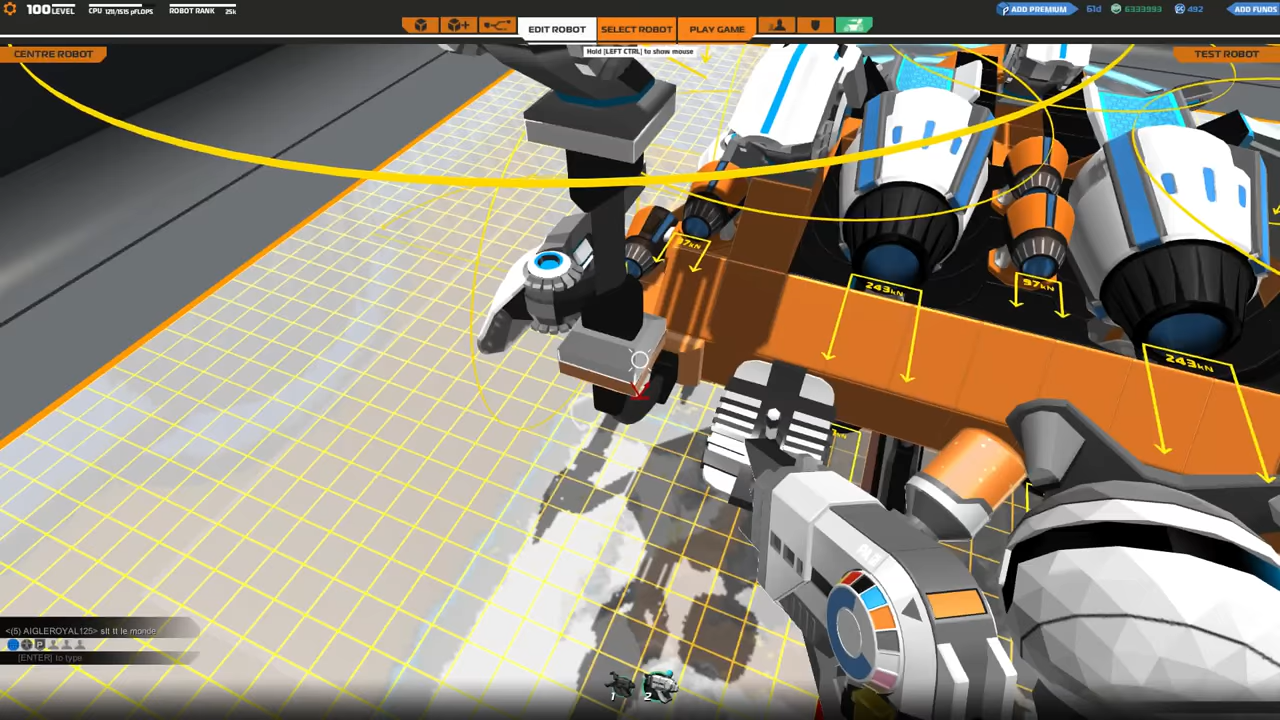 100 LEVEL
CPU 1211/1515 pFLOPS
ROBOT RANK 25k
EDIT ROBOT
SELECT ROBOT
PLAY GAME
ADD PREMIUM
61d
6333993
492
ADD FUNDS
Hold [LEFT CTRL] to show mouse
CENTRE ROBOT
TEST ROBOT
97kN
243kN
97kN
243kN
<(5) AIGLEROYAL125> slt tt le monde
[ENTER] to type
1
2